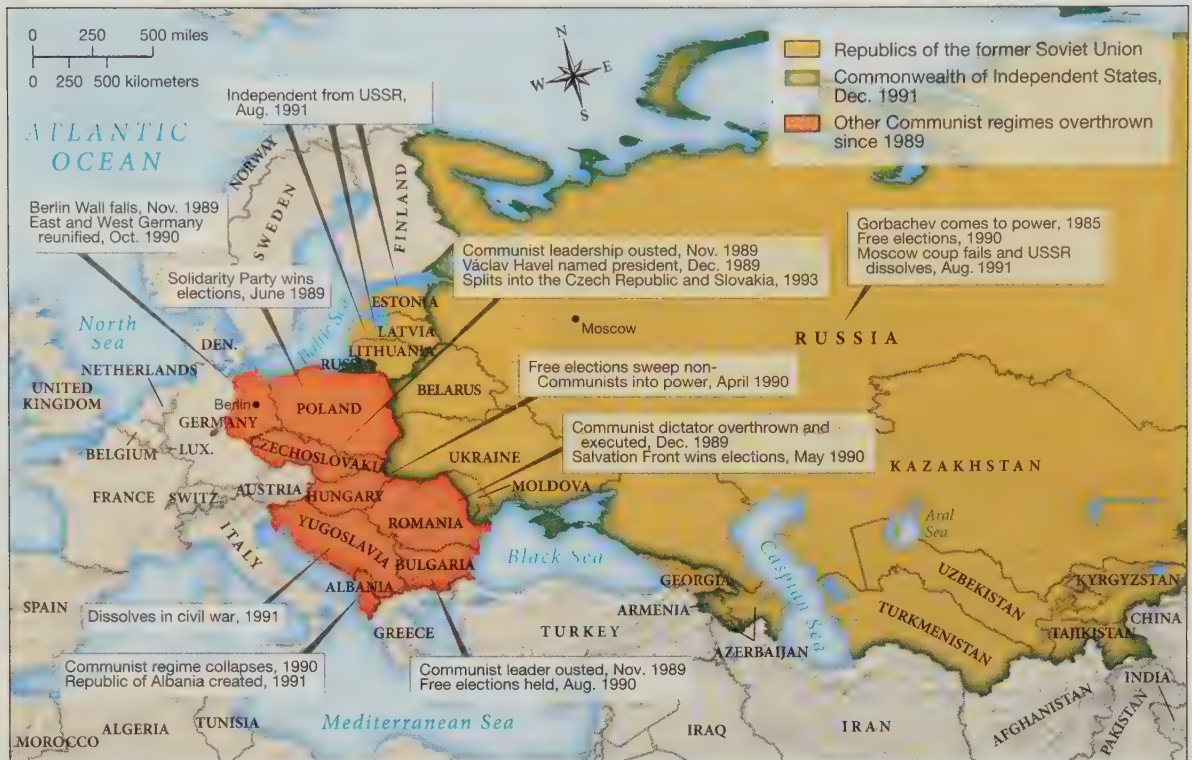 0 250 500 miles
0 250 500 kilometers
N
W E
S
Republics of the former Soviet Union
Commonwealth of Independent States,
Dec. 1991
Other Communist regimes overthrown
since 1989
Independent from USSR,
Aug. 1991
ATLANTIC
OCEAN
NORWAY
SWEDEN
FINLAND
Berlin Wall falls, Nov. 1989
East and West Germany
reunified, Oct. 1990
Solidarity Party wins
elections, June 1989
Communist leadership ousted, Nov. 1989
Václav Havel named president, Dec. 1989
Splits into the Czech Republic and Slovakia, 1993
Gorbachev comes to power, 1985
Free elections, 1990
Moscow coup fails and USSR
dissolves, Aug. 1991
North
Sea
Baltic Sea
ESTONIA
LATVIA
LITHUANIA
Moscow
RUSSIA
DEN.
NETHERLANDS
UNITED
KINGDOM
Berlin
GERMANY
POLAND
BELARUS
Free elections sweep non-
Communists into power, April 1990
BELGIUM
LUX.
CZECHOSLOVAKIA
UKRAINE
Communist dictator overthrown and
executed, Dec. 1989
Salvation Front wins elections, May 1990
KAZAKHSTAN
FRANCE
SWITZ.
AUSTRIA
HUNGARY
MOLDOVA
ROMANIA
ITALY
YUGOSLAVIA
BULGARIA
Black Sea
Caspian Sea
Aral
Sea
ALBANIA
GEORGIA
UZBEKISTAN
KYRGYZSTAN
SPAIN
Dissolves in civil war, 1991
GREECE
TURKEY
ARMENIA
AZERBAIJAN
TURKMENISTAN
TAJIKISTAN
CHINA
Communist regime collapses, 1990
Republic of Albania created, 1991
Communist leader ousted, Nov. 1989
Free elections held, Aug. 1990
INDIA
MOROCCO
ALGERIA
TUNISIA
Mediterranean Sea
IRAQ
IRAN
AFGHANISTAN
PAKISTAN